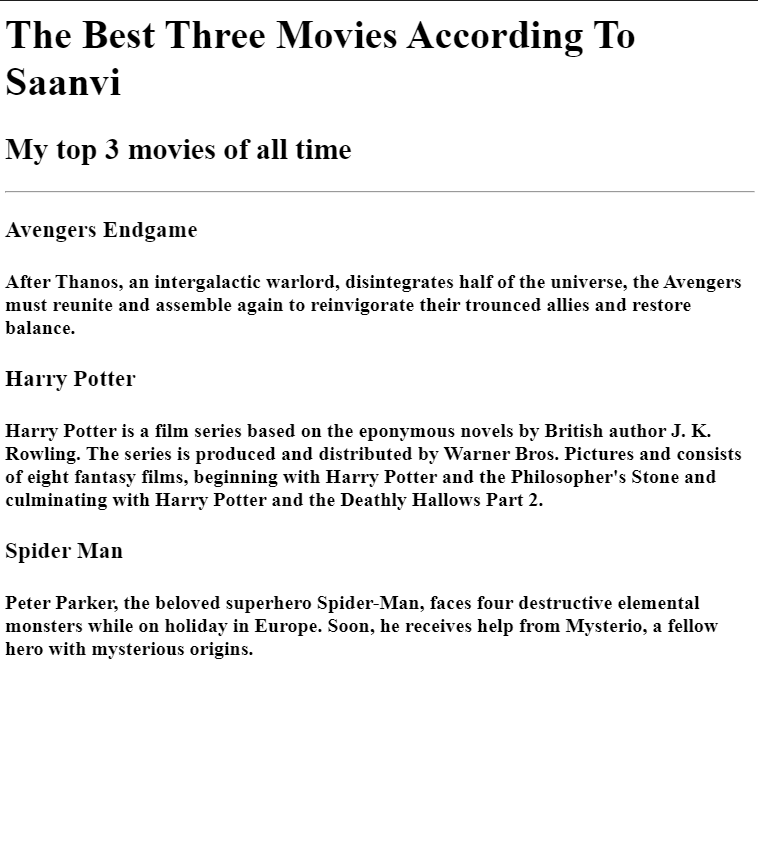 The Best Three Movies According To
Saanvi
My top 3 movies of all time
Avengers Endgame
After Thanos, an intergalactic warlord, disintegrates half of the universe, the Avengers
must reunite and assemble again to reinvigorate their trounced allies and restore
balance.
Harry Potter
Harry Potter is a film series based on the eponymous novels by British author J. K.
Rowling. The series is produced and distributed by Warner Bros. Pictures and consists
of eight fantasy films, beginning with Harry Potter and the Philosopher's Stone and
culminating with Harry Potter and the Deathly Hallows Part 2.
Spider Man
Peter Parker, the beloved superhero Spider-Man, faces four destructive elemental
monsters while on holiday in Europe. Soon, he receives help from Mysterio, a fellow
hero with mysterious origins.